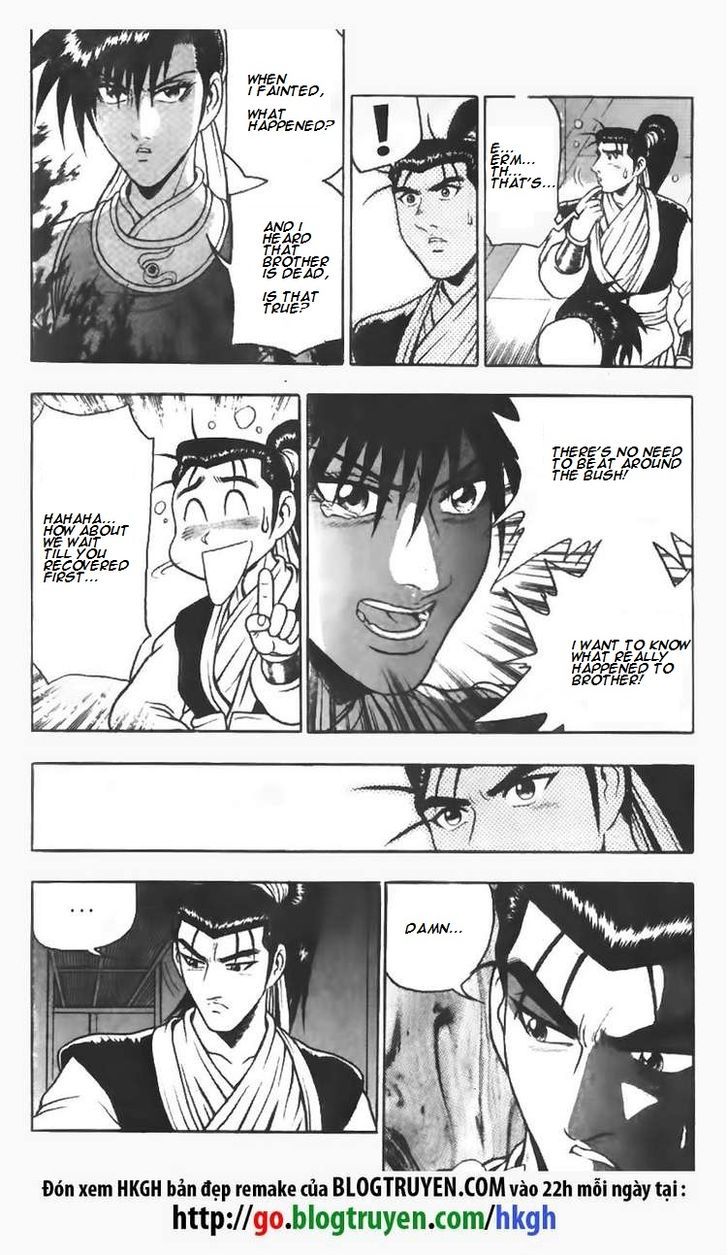 WHEN
I FAINTED,
WHAT
HAPPENED?
AND I
HEARD
THAT
BROTHER
IS DEAD,
IS THAT
TRUE?
!
E...
ERM...
TH...
THAT'S...
HAHAHA...
HOW ABOUT
WE WAIT
TILL YOU
RECOVERED
FIRST...
THERE'S NO NEED
TO BEAT AROUND
THE BUSH!
I WANT TO KNOW
WHAT REALLY
HAPPENED TO
BROTHER!
...
DAMN...
Đón xem HKGH bản đẹp remake của BLOGTRUYEN.COM vào 22h mỗi ngày tại :
http://go.blogtruyen.com/hkgh